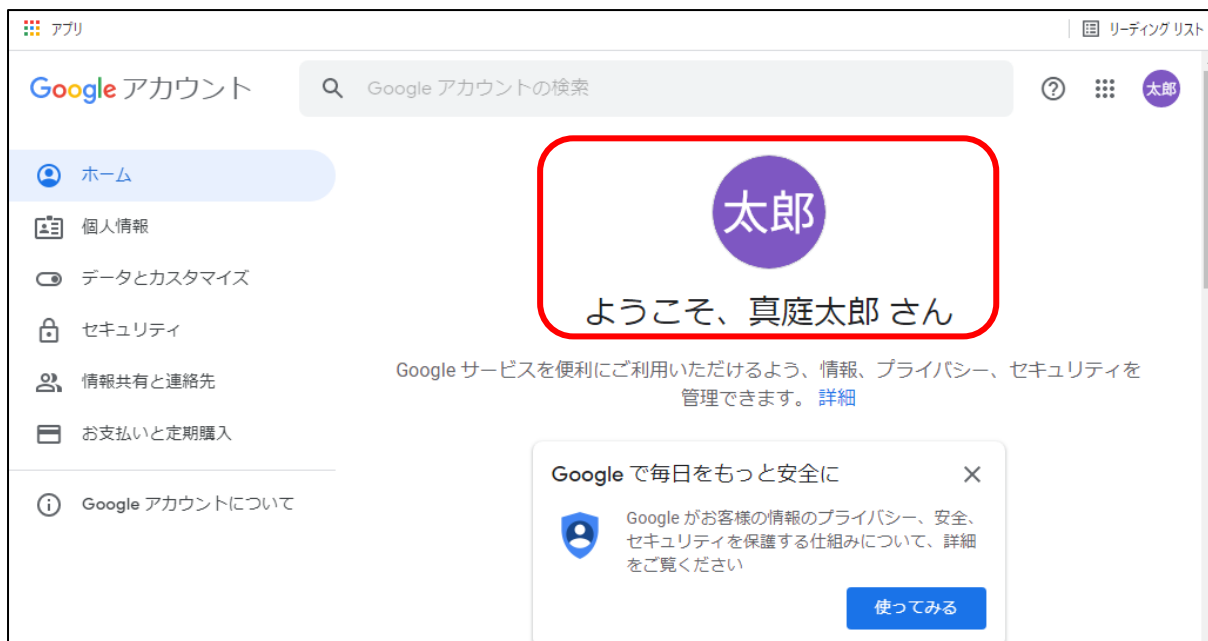 アプリ
リーディング リスト
Google アカウント
Google アカウントの検索
太郎
ホーム
個人情報
データとカスタマイズ
セキュリティ
情報共有と連絡先
お支払いと定期購入
Google アカウントについて
太郎
ようこそ、真庭太郎 さん
Google サービスを便利にご利用いただけるよう、情報、プライバシー、セキュリティを
管理できます。 詳細
Google で毎日をもっと安全に
Google がお客様の情報のプライバシー、安全、
セキュリティを保護する仕組みについて、詳細
をご覧ください
使ってみる